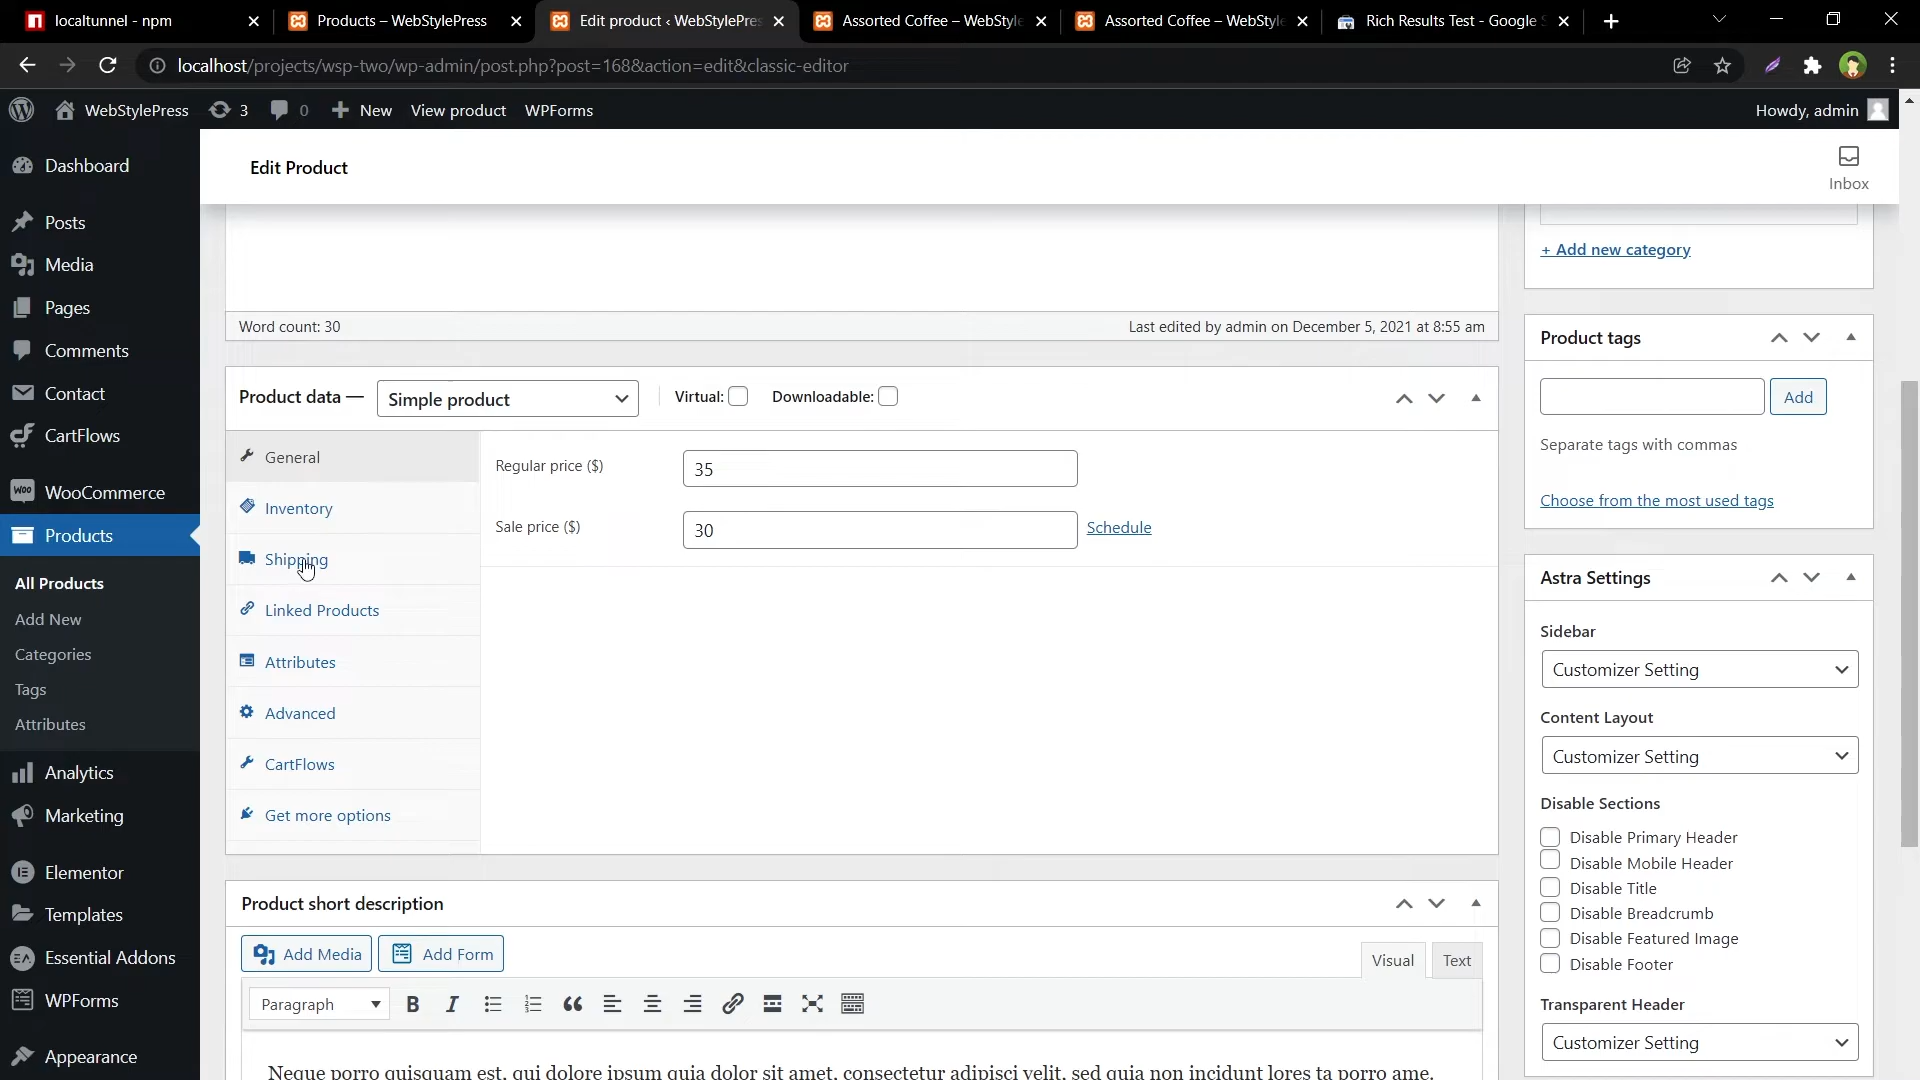 localtunnel - npm
Products – WebStylePress
Edit product ‹ WebStylePres
Assorted Coffee – WebStyle
Assorted Coffee – WebStyle
Rich Results Test - Google S
localhost/projects/wsp-two/wp-admin/post.php?post=168&action=edit&classic-editor
WebStylePress
3
0
New
View product
WPForms
Howdy, admin
Dashboard
Posts
Media
Pages
Comments
Contact
CartFlows
WooCommerce
Products
All Products
Add New
Categories
Tags
Attributes
Analytics
Marketing
Elementor
Templates
Essential Addons
WPForms
Appearance
Edit Product
Inbox
Word count: 30
Last edited by admin on December 5, 2021 at 8:55 am
Product data —
Simple product
Virtual:
Downloadable:
General
Inventory
Shipping
Linked Products
Attributes
Advanced
CartFlows
Get more options
Regular price ($)
35
Sale price ($)
30
Schedule
Product short description
Add Media
Add Form
Visual
Text
Paragraph
Neque porro quisquam est, qui dolore ipsum quia dolor sit amet, consectetur adipisci velit, sed quia non incidunt lores ta porro ame.
+ Add new category
Product tags
Add
Separate tags with commas
Choose from the most used tags
Astra Settings
Sidebar
Customizer Setting
Content Layout
Customizer Setting
Disable Sections
Disable Primary Header
Disable Mobile Header
Disable Title
Disable Breadcrumb
Disable Featured Image
Disable Footer
Transparent Header
Customizer Setting